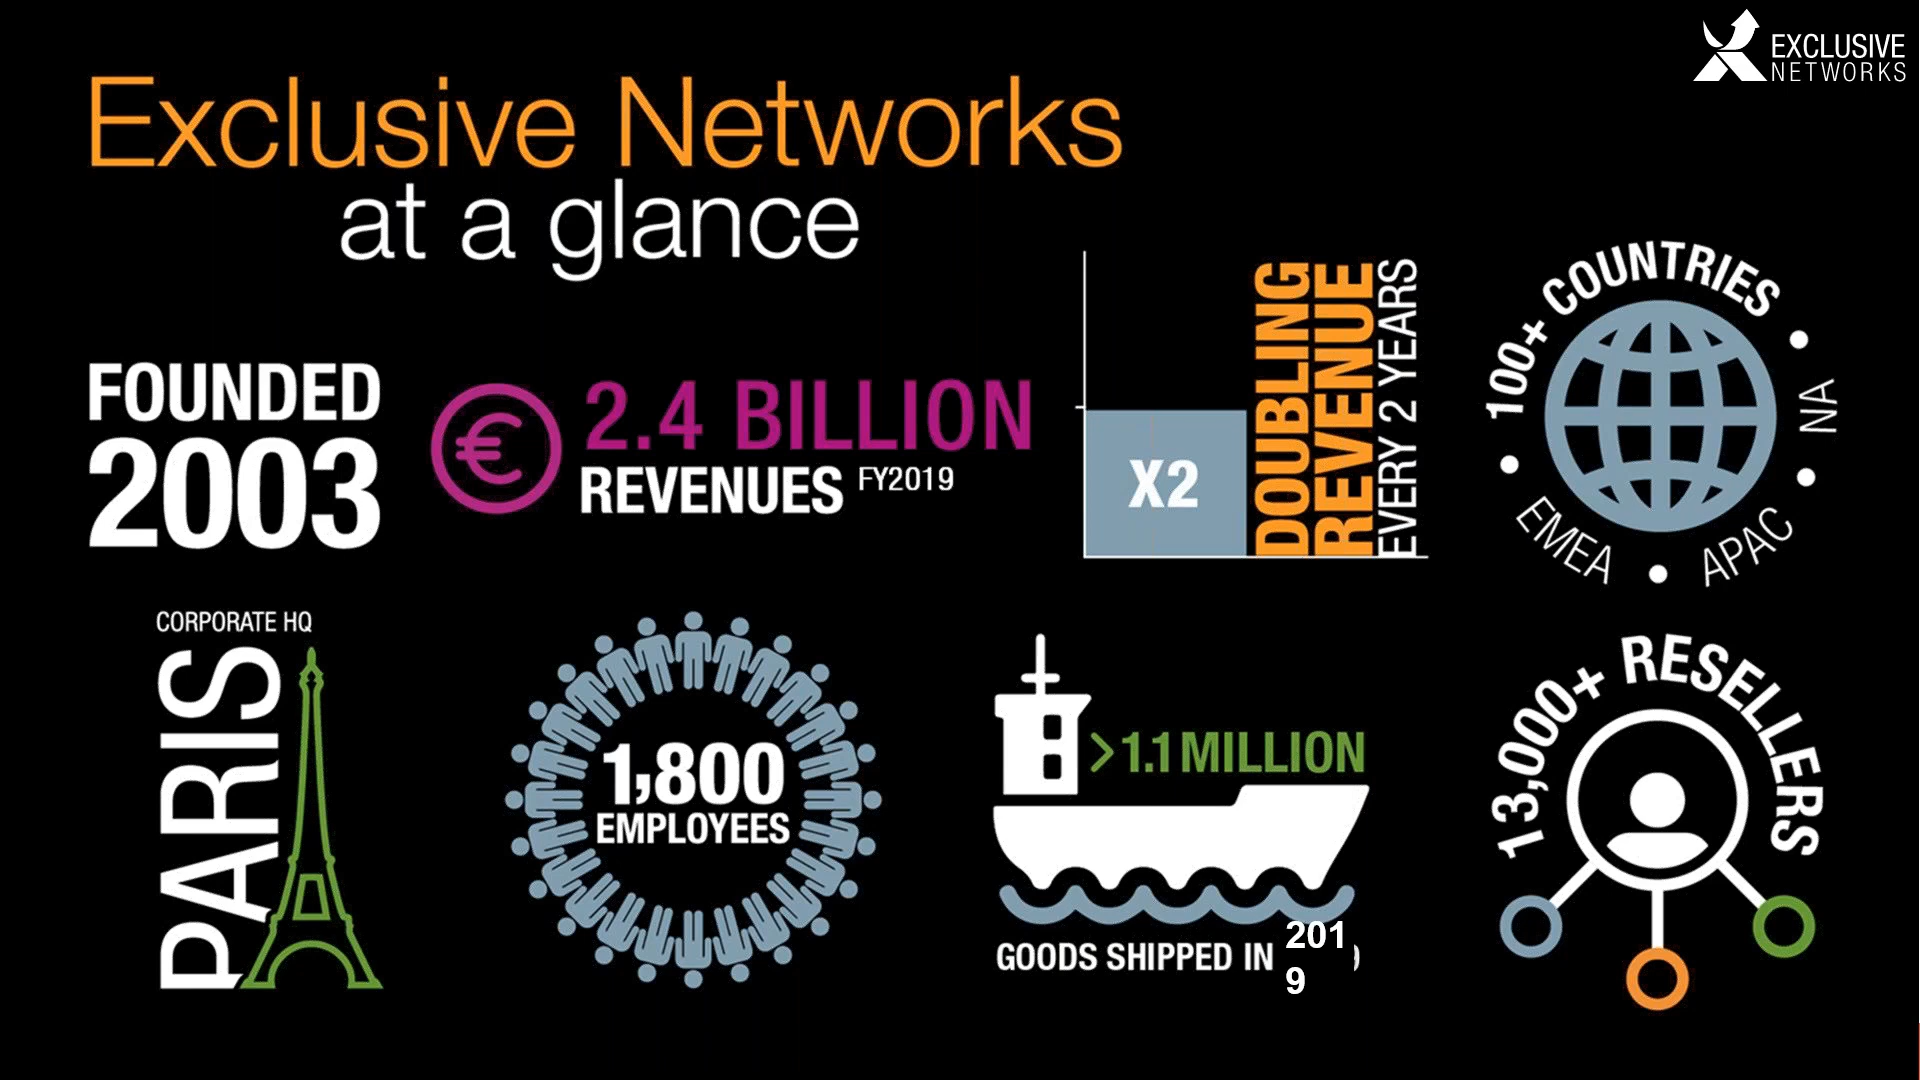 EXCLUSIVE
NETWORKS
Exclusive Networks
at a glance
FOUNDED
2003
€ 2.4 BILLION
REVENUES FY2019
X2
DOUBLING
REVENUE
EVERY 2 YEARS
100+ COUNTRIES
NA
APAC
EMEA
CORPORATE HQ
PARIS
1,800
EMPLOYEES
>1.1 MILLION
GOODS SHIPPED IN 201
9
13,000+ RESELLERS